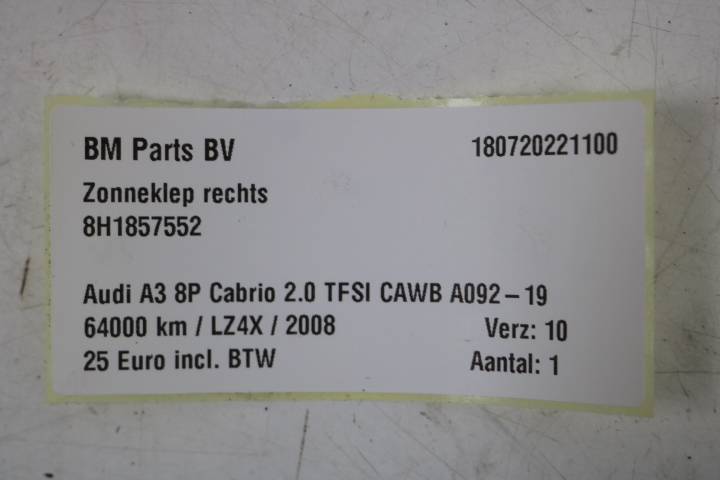 BM Parts BV 180720221100
Zonneklep rechts
8H1857552
Audi A3 8P Cabrio 2.0 TFSI CAWB A092-19
64000 km / LZ4X / 2008 Verz: 10
25 Euro incl. BTW Aantal: 1